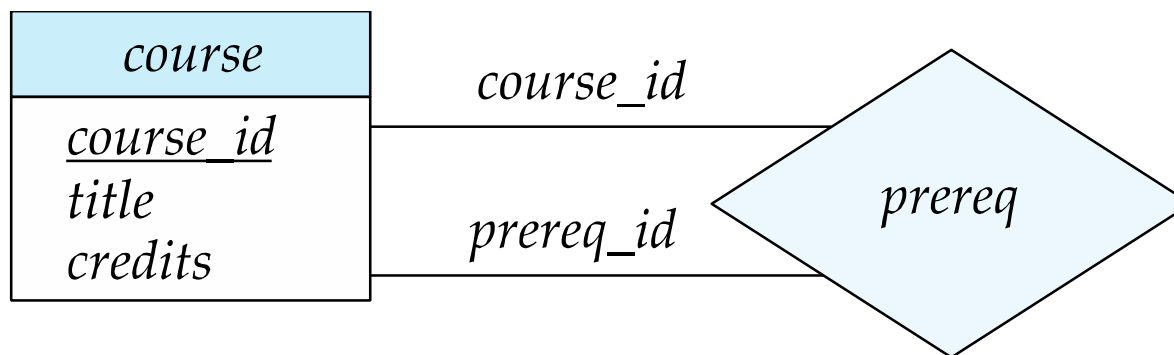 course
course_id
title
credits
course_id
prereq_id
prereq